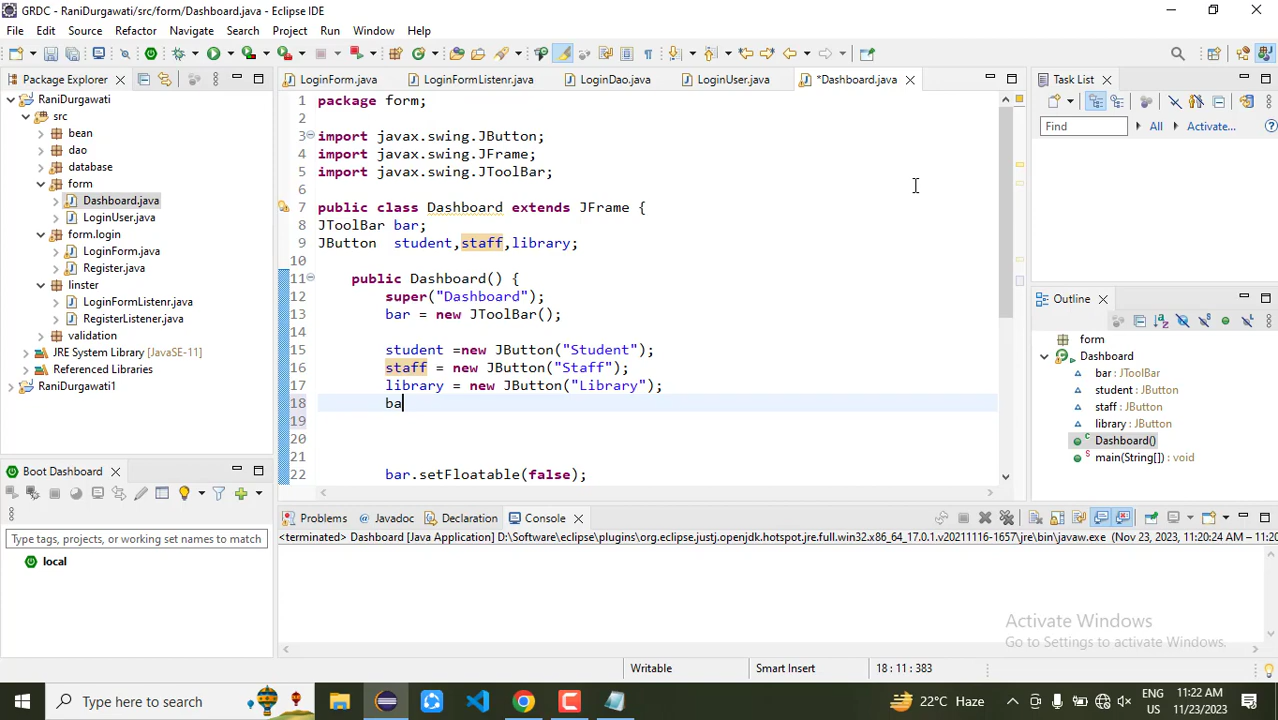 GRDC - RaniDurgawati/src/form/Dashboard.java - Eclipse IDE
File Edit Source Refactor Navigate Search Project Run Window Help
Package Explorer
RaniDurgawati
src
bean
dao
database
form
Dashboard.java
LoginUser.java
form.login
LoginForm.java
Register.java
linster
LoginFormListenr.java
RegisterListener.java
validation
JRE System Library [JavaSE-11]
Referenced Libraries
RaniDurgawati1
Boot Dashboard
Type tags, projects, or working set names to match
local
LoginForm.java LoginFormListenr.java LoginDao.java LoginUser.java *Dashboard.java
1 package form;
2
3 import javax.swing.JButton;
4 import javax.swing.JFrame;
5 import javax.swing.JToolBar;
6
7 public class Dashboard extends JFrame {
8 JToolBar bar;
9 JButton  student,staff,library;
10
11 public Dashboard() {
12 super("Dashboard");
13 bar = new JToolBar();
14
15 student =new JButton("Student");
16 staff = new JButton("Staff");
17 library = new JButton("Library");
18 ba
19
20
21
22 bar.setFloatable(false);
Problems Javadoc Declaration Console
<terminated> Dashboard [Java Application] D:\Software\eclipse\plugins\org.eclipse.justj.openjdk.hotspot.jre.full.win32.x86_64_17.0.1.v20211116-1657\jre\bin\javaw.exe (Nov 23, 2023, 11:20:24 AM – 11:20
Task List
Find All Activate...
Outline
form
Dashboard
bar : JToolBar
student : JButton
staff : JButton
library : JButton
Dashboard()
main(String[]) : void
Activate Windows
Go to Settings to activate Windows.
Writable Smart Insert 18 : 11 : 383
Type here to search
22°C Haze
ENG
US
11:22 AM
11/23/2023